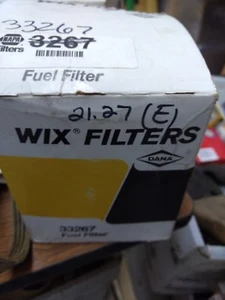 33267
NAPA
filters
3267
Fuel Filter
21.27 (E)
WIX® FILTERS
DANA
33267
Fuel Filter